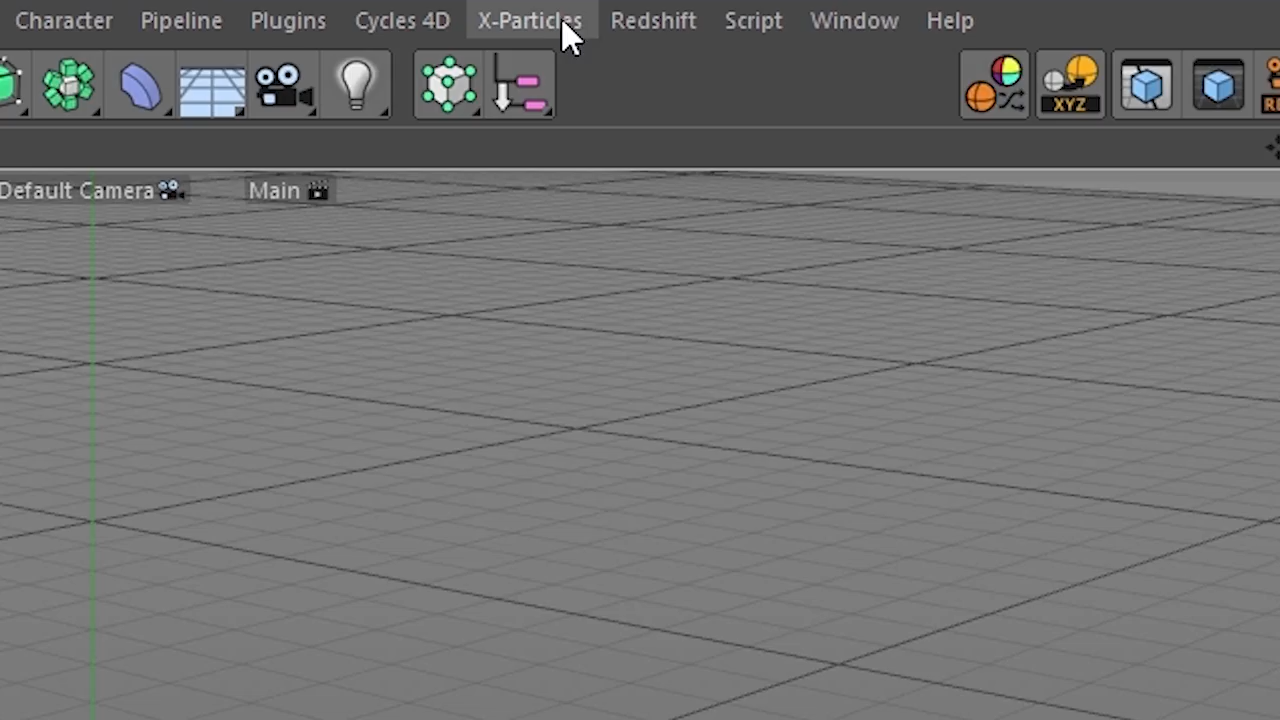 Character Pipeline Plugins Cycles 4D X-Particles Redshift Script Window Help
XYZ
Default Camera Main